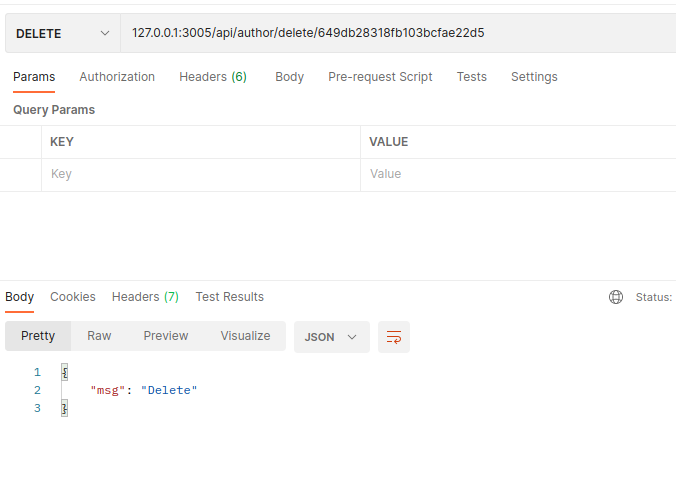 DELETE 127.0.0.1:3005/api/author/delete/649db28318fb103bcfae22d5
Params Authorization Headers (6) Body Pre-request Script Tests Settings
Query Params
KEY VALUE
Key Value
Body Cookies Headers (7) Test Results Status:
Pretty Raw Preview Visualize JSON
1 {
2 "msg": "Delete"
3 }